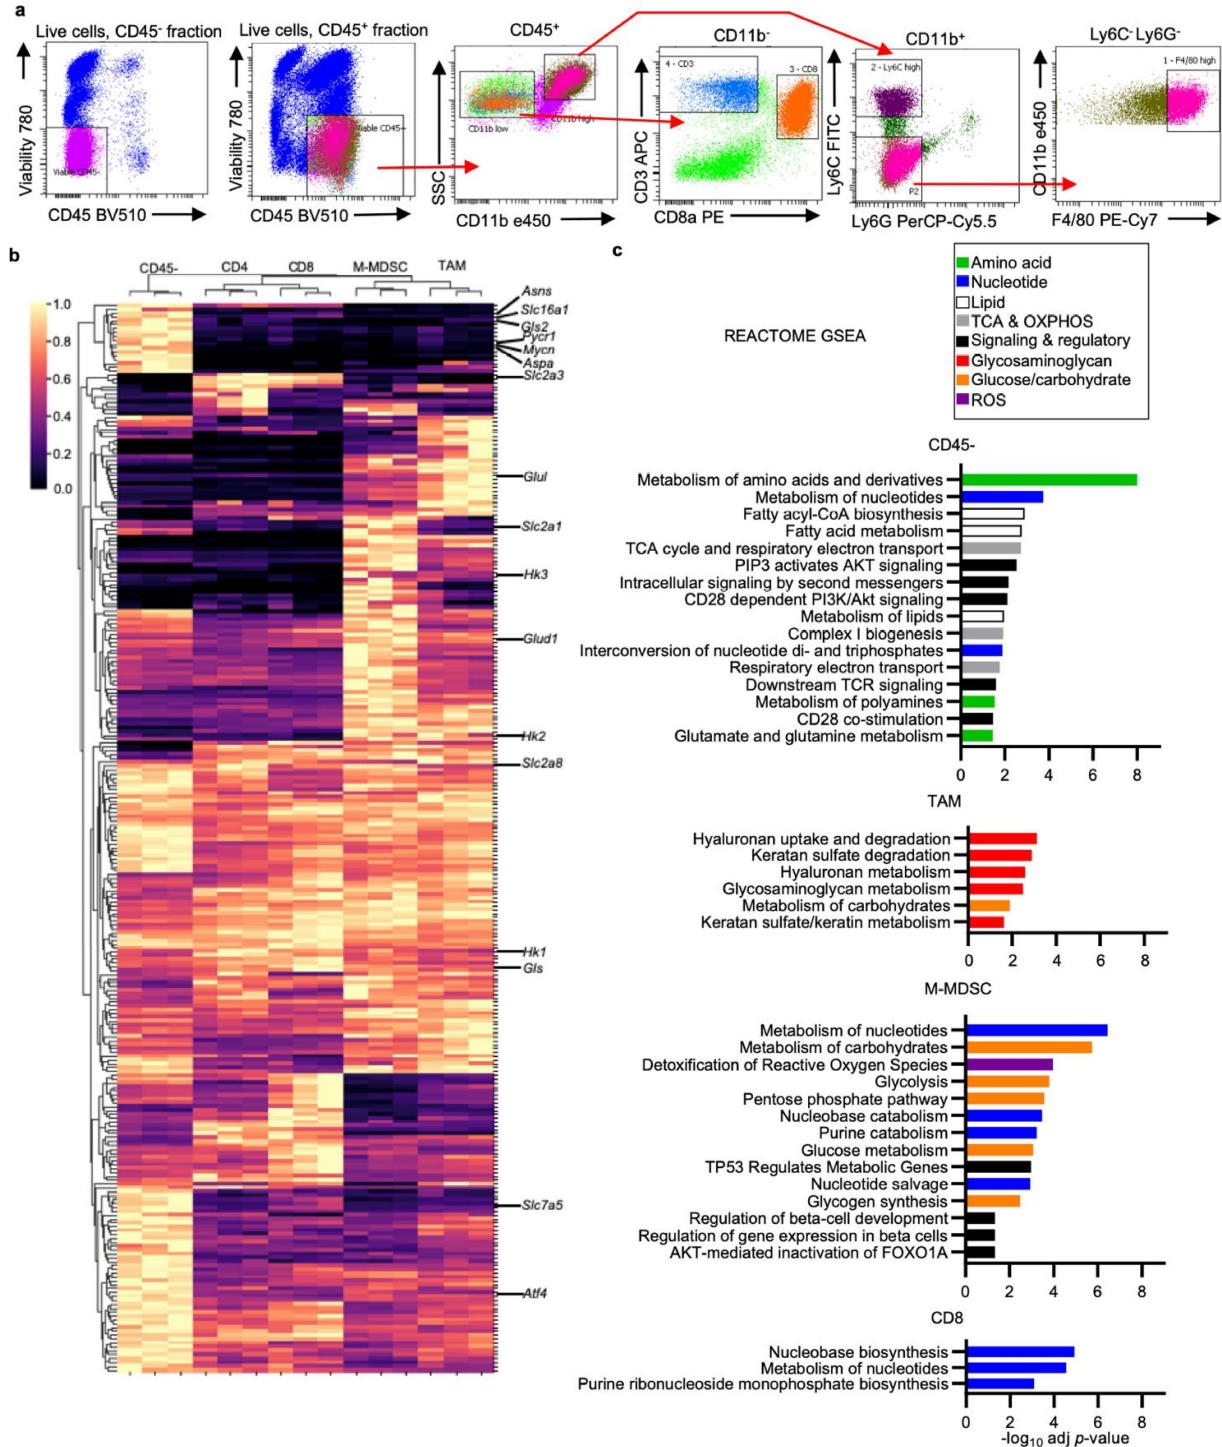 a
Live cells, CD45- fraction
Live cells, CD45+ fraction
CD45+
CD11b-
CD11b+
Ly6C-Ly6G-
Viability 780
Viable CD45-
CD45 BV510
Viability 780
Viable CD45+
CD45 BV510
SSC
CD11b low
CD11b high
CD11b e450
CD3 APC
4 - CD3
3 - CD8
CD8a PE
Ly6C FITC
2 - Ly6C high
P2
Ly6G PerCP-Cy5.5
CD11b e450
1 - F4/80 high
F4/80 PE-Cy7
b
CD45-
CD4
CD8
M-MDSC
TAM
1.0
0.8
0.6
0.4
0.2
0.0
Asns
Slc16a1
Gls2
Pycr1
Mycn
Aspa
Slc2a3
Glul
Slc2a1
Hk3
Glud1
Hk2
Slc2a8
Hk1
Gls
Slc7a5
Atf4
c
REACTOME GSEA
Amino acid
Nucleotide
Lipid
TCA & OXPHOS
Signaling & regulatory
Glycosaminoglycan
Glucose/carbohydrate
ROS
CD45-
Metabolism of amino acids and derivatives
Metabolism of nucleotides
Fatty acyl-CoA biosynthesis
Fatty acid metabolism
TCA cycle and respiratory electron transport
PIP3 activates AKT signaling
Intracellular signaling by second messengers
CD28 dependent PI3K/Akt signaling
Metabolism of lipids
Complex I biogenesis
Interconversion of nucleotide di- and triphosphates
Respiratory electron transport
Downstream TCR signaling
Metabolism of polyamines
CD28 co-stimulation
Glutamate and glutamine metabolism
0 2 4 6 8
TAM
Hyaluronan uptake and degradation
Keratan sulfate degradation
Hyaluronan metabolism
Glycosaminoglycan metabolism
Metabolism of carbohydrates
Keratan sulfate/keratin metabolism
0 2 4 6 8
M-MDSC
Metabolism of nucleotides
Metabolism of carbohydrates
Detoxification of Reactive Oxygen Species
Glycolysis
Pentose phosphate pathway
Nucleobase catabolism
Purine catabolism
Glucose metabolism
TP53 Regulates Metabolic Genes
Nucleotide salvage
Glycogen synthesis
Regulation of beta-cell development
Regulation of gene expression in beta cells
AKT-mediated inactivation of FOXO1A
0 2 4 6 8
CD8
Nucleobase biosynthesis
Metabolism of nucleotides
Purine ribonucleoside monophosphate biosynthesis
0 2 4 6 8
-log10 adj p-value